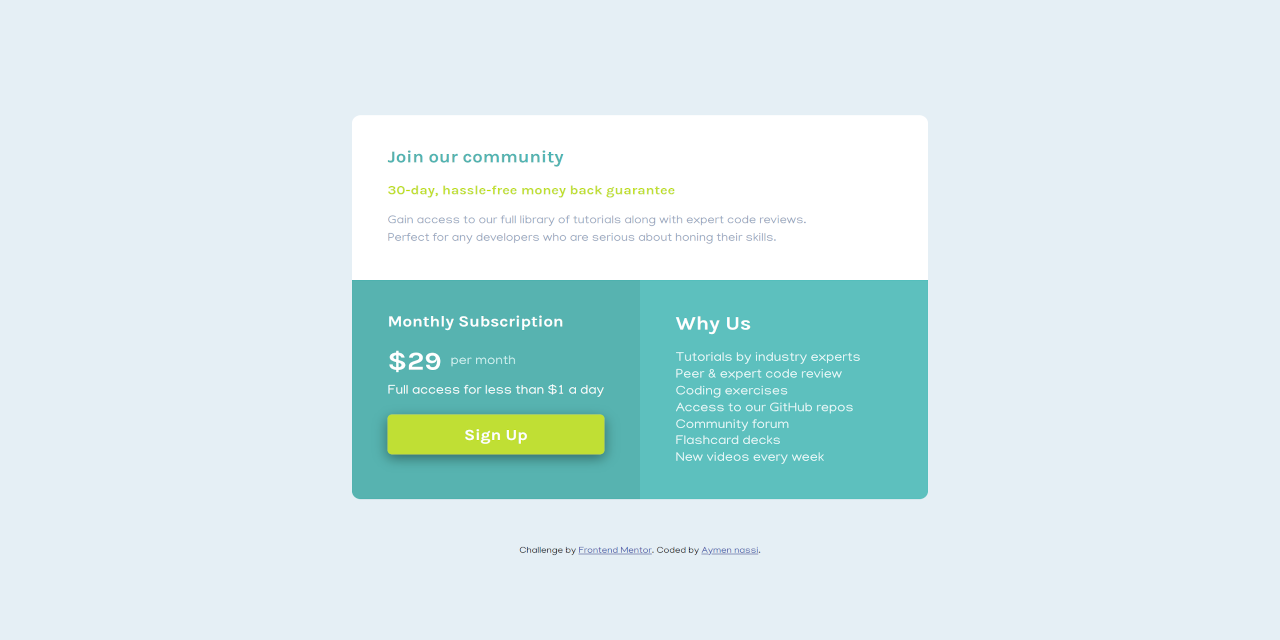 Join our community
30-day, hassle-free money back guarantee
Gain access to our full library of tutorials along with expert code reviews.
Perfect for any developers who are serious about honing their skills.
Monthly Subscription
$29 per month
Full access for less than $1 a day
Sign Up
Why Us
Tutorials by industry experts
Peer & expert code review
Coding exercises
Access to our GitHub repos
Community forum
Flashcard decks
New videos every week
Challenge by Frontend Mentor. Coded by Aymen nassi.